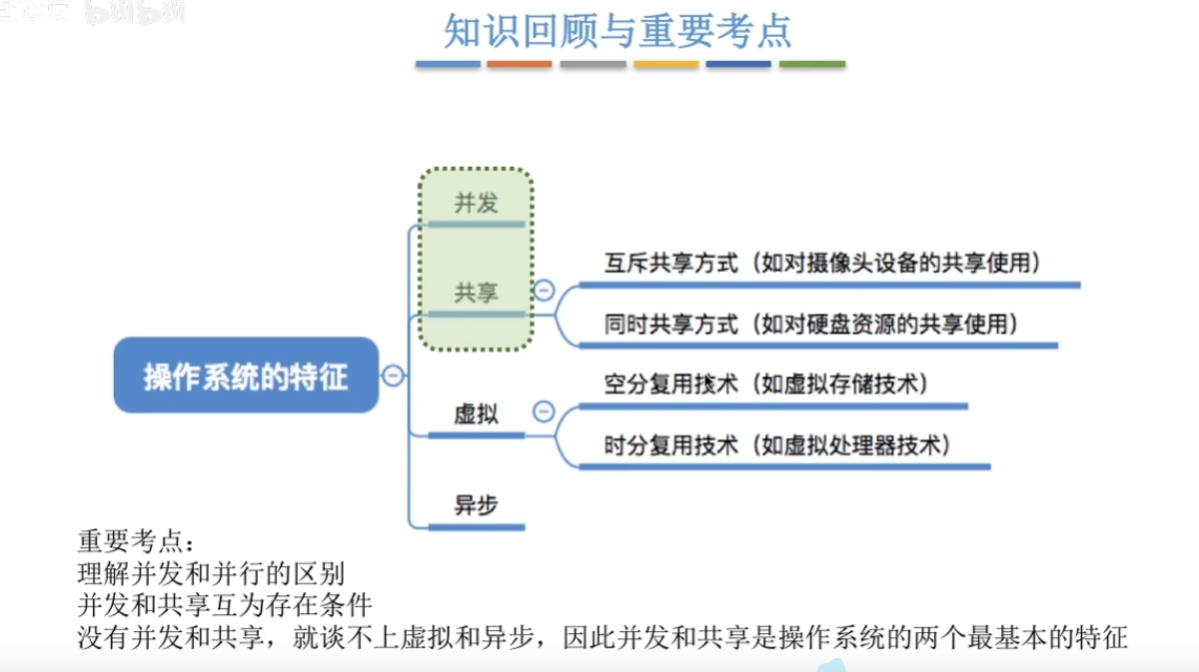 知识回顾与重要考点
并发
共享
互斥共享方式（如对摄像头设备的共享使用）
同时共享方式（如对硬盘资源的共享使用）
操作系统的特征
虚拟
空分复用技术（如虚拟存储技术）
时分复用技术（如虚拟处理器技术）
异步
重要考点：
理解并发和并行的区别
并发和共享互为存在条件
没有并发和共享，就谈不上虚拟和异步，因此并发和共享是操作系统的两个最基本的特征